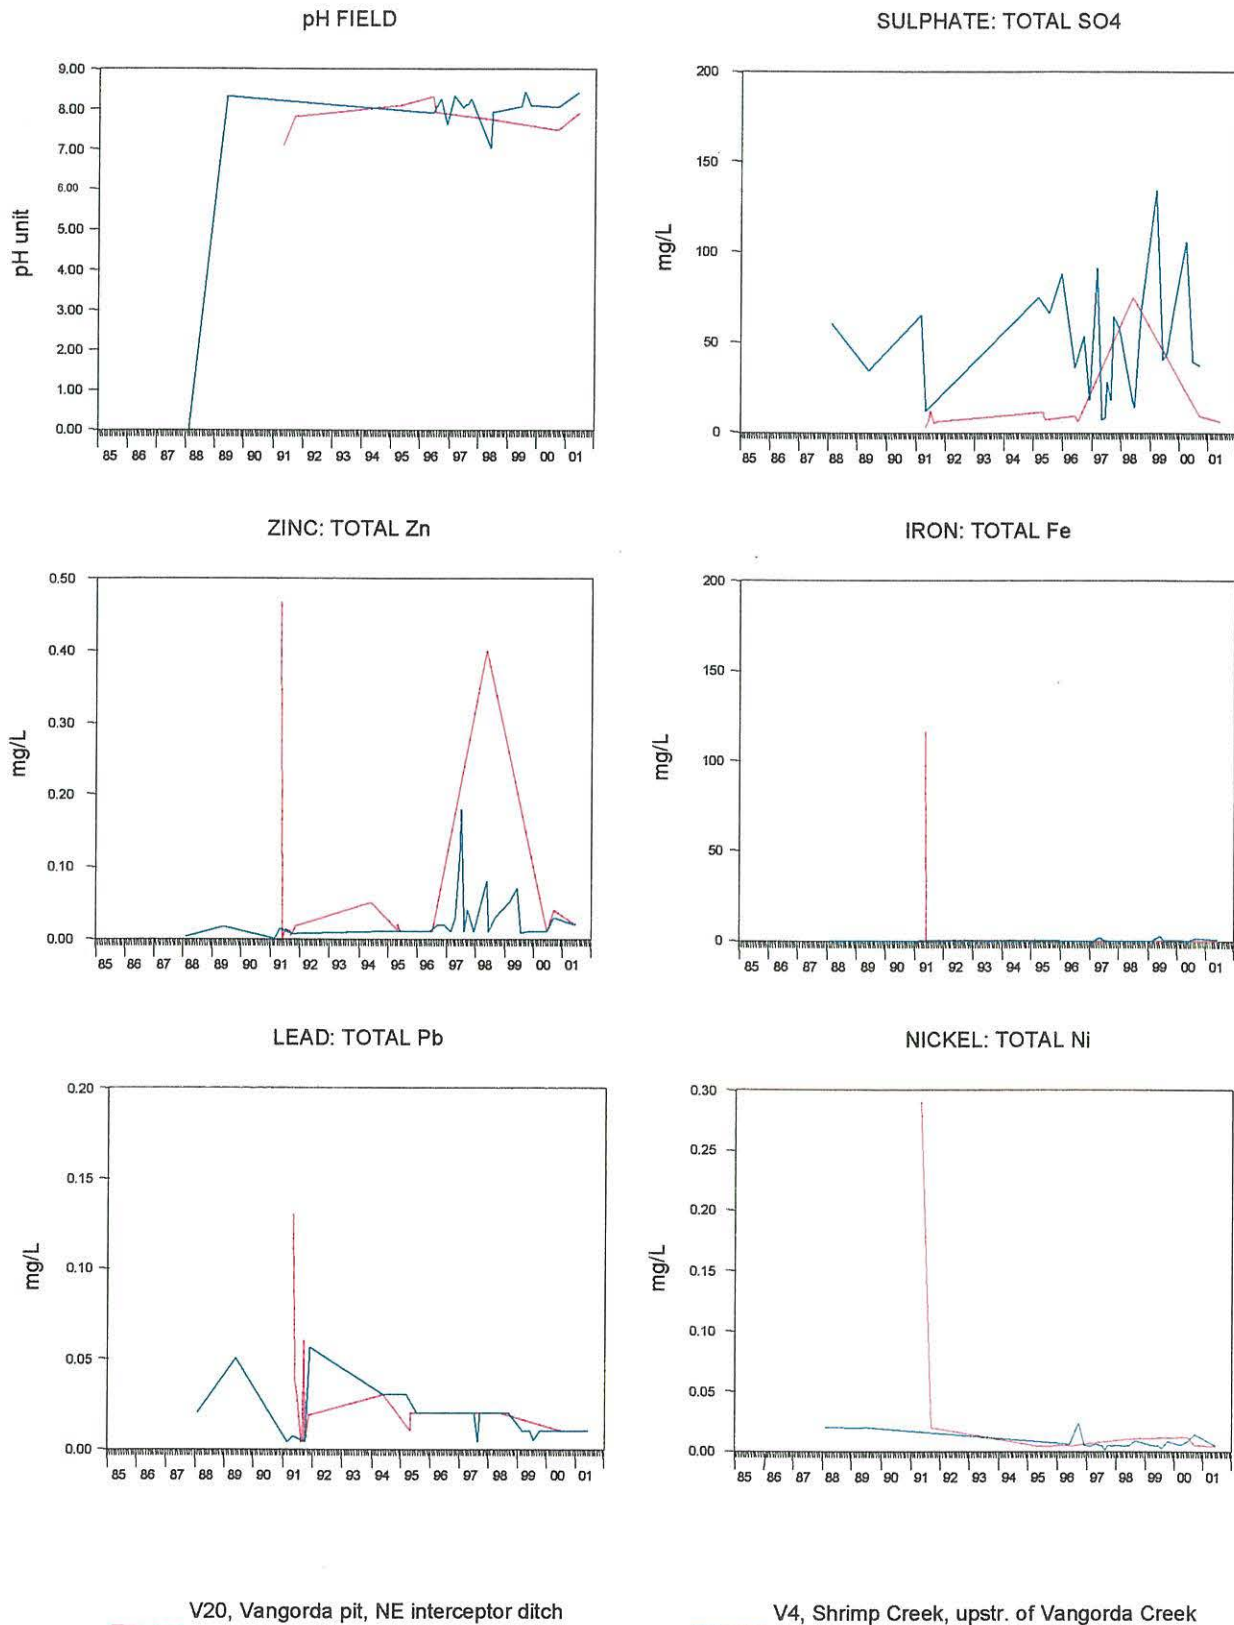 pH FIELD
9.00
8.00
7.00
6.00
5.00
4.00
3.00
2.00
1.00
0.00
pH unit
85 86 87 88 89 90 91 92 93 94 95 96 97 98 99 00 01
SULPHATE: TOTAL SO4
200
150
100
50
0
mg/L
85 86 87 88 89 90 91 92 93 94 95 96 97 98 99 00 01
ZINC: TOTAL Zn
0.50
0.40
0.30
0.20
0.10
0.00
mg/L
85 86 87 88 89 90 91 92 93 94 95 96 97 98 99 00 01
IRON: TOTAL Fe
200
150
100
50
0
mg/L
85 86 87 88 89 90 91 92 93 94 95 96 97 98 99 00 01
LEAD: TOTAL Pb
0.20
0.15
0.10
0.05
0.00
mg/L
85 86 87 88 89 90 91 92 93 94 95 96 97 98 99 00 01
NICKEL: TOTAL Ni
0.30
0.25
0.20
0.15
0.10
0.05
0.00
mg/L
85 86 87 88 89 90 91 92 93 94 95 96 97 98 99 00 01
V20, Vangorda pit, NE interceptor ditch
V4, Shrimp Creek, upstr. of Vangorda Creek